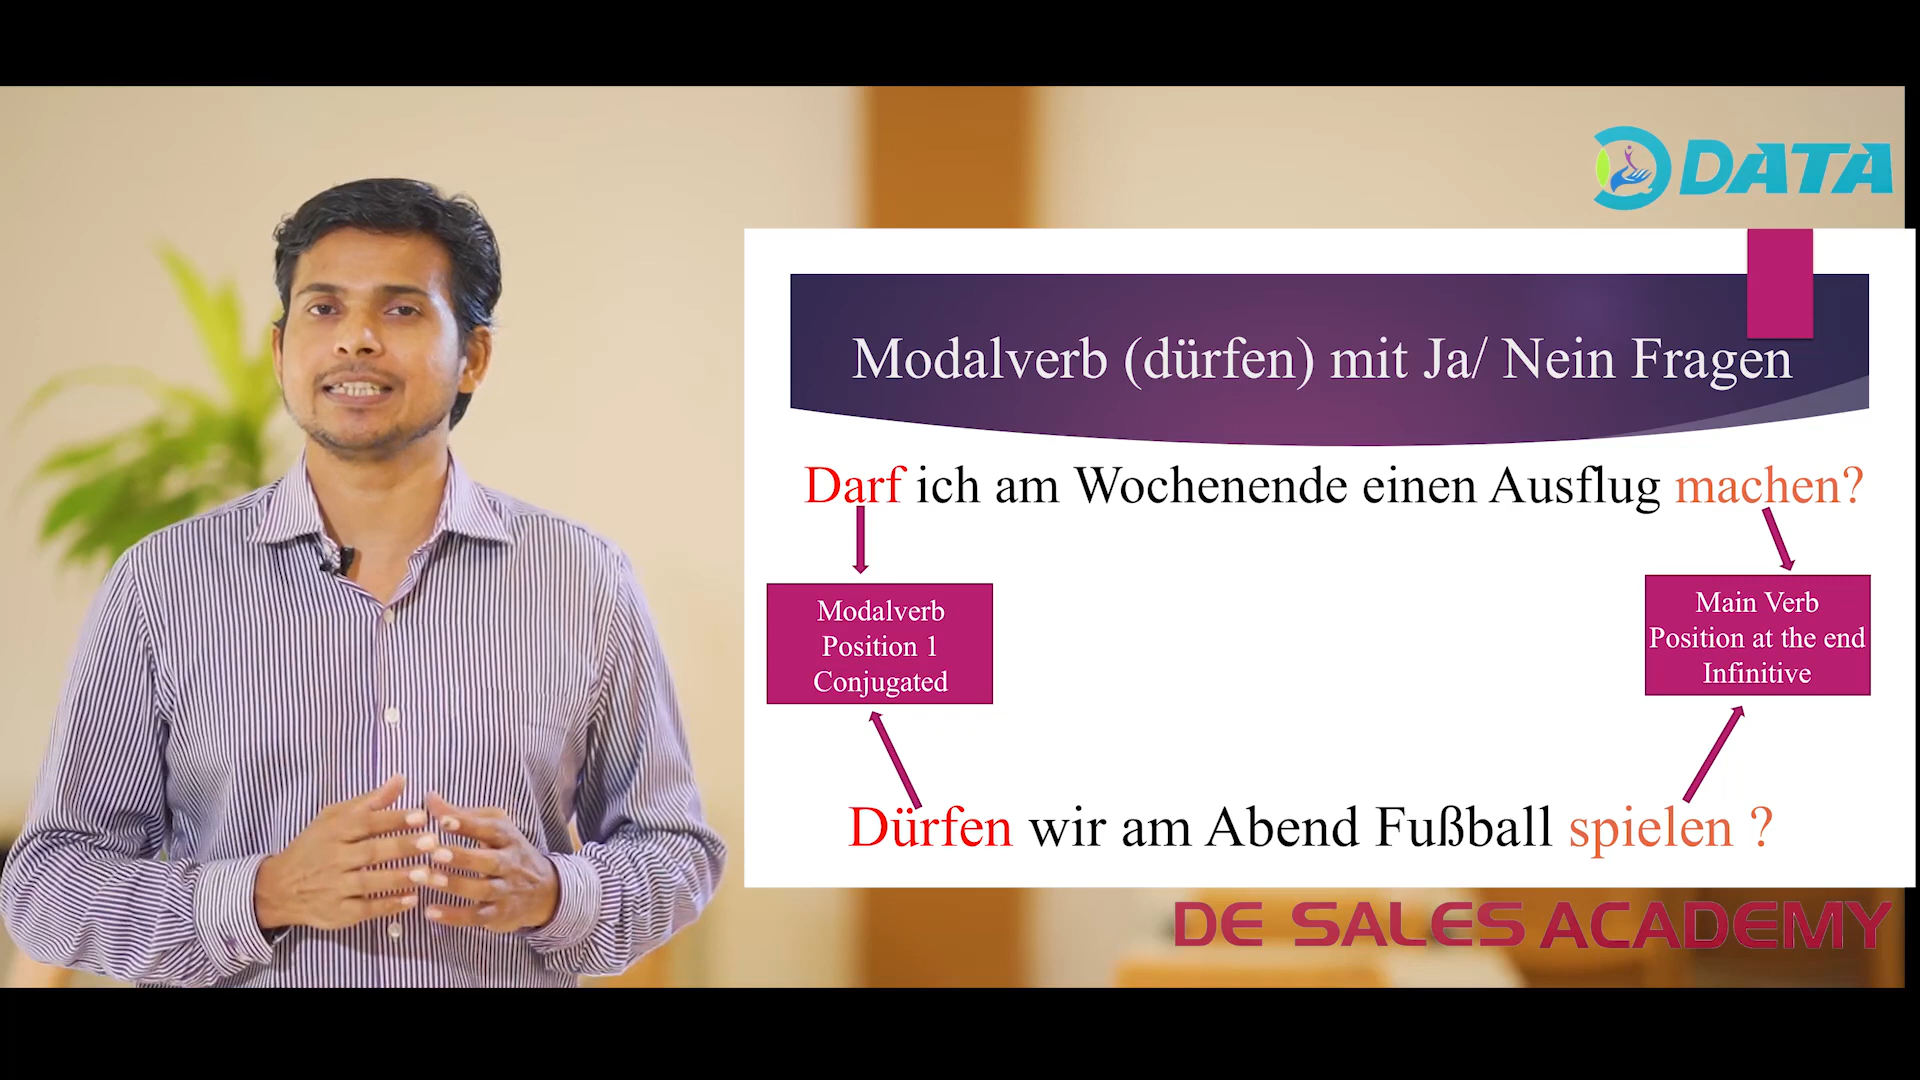 DATA
Modalverb (dürfen) mit Ja/ Nein Fragen
Darf ich am Wochenende einen Ausflug machen?
Modalverb
Position 1
Conjugated
Main Verb
Position at the end
Infinitive
Dürfen wir am Abend Fußball spielen ?
DE SALES ACADEMY